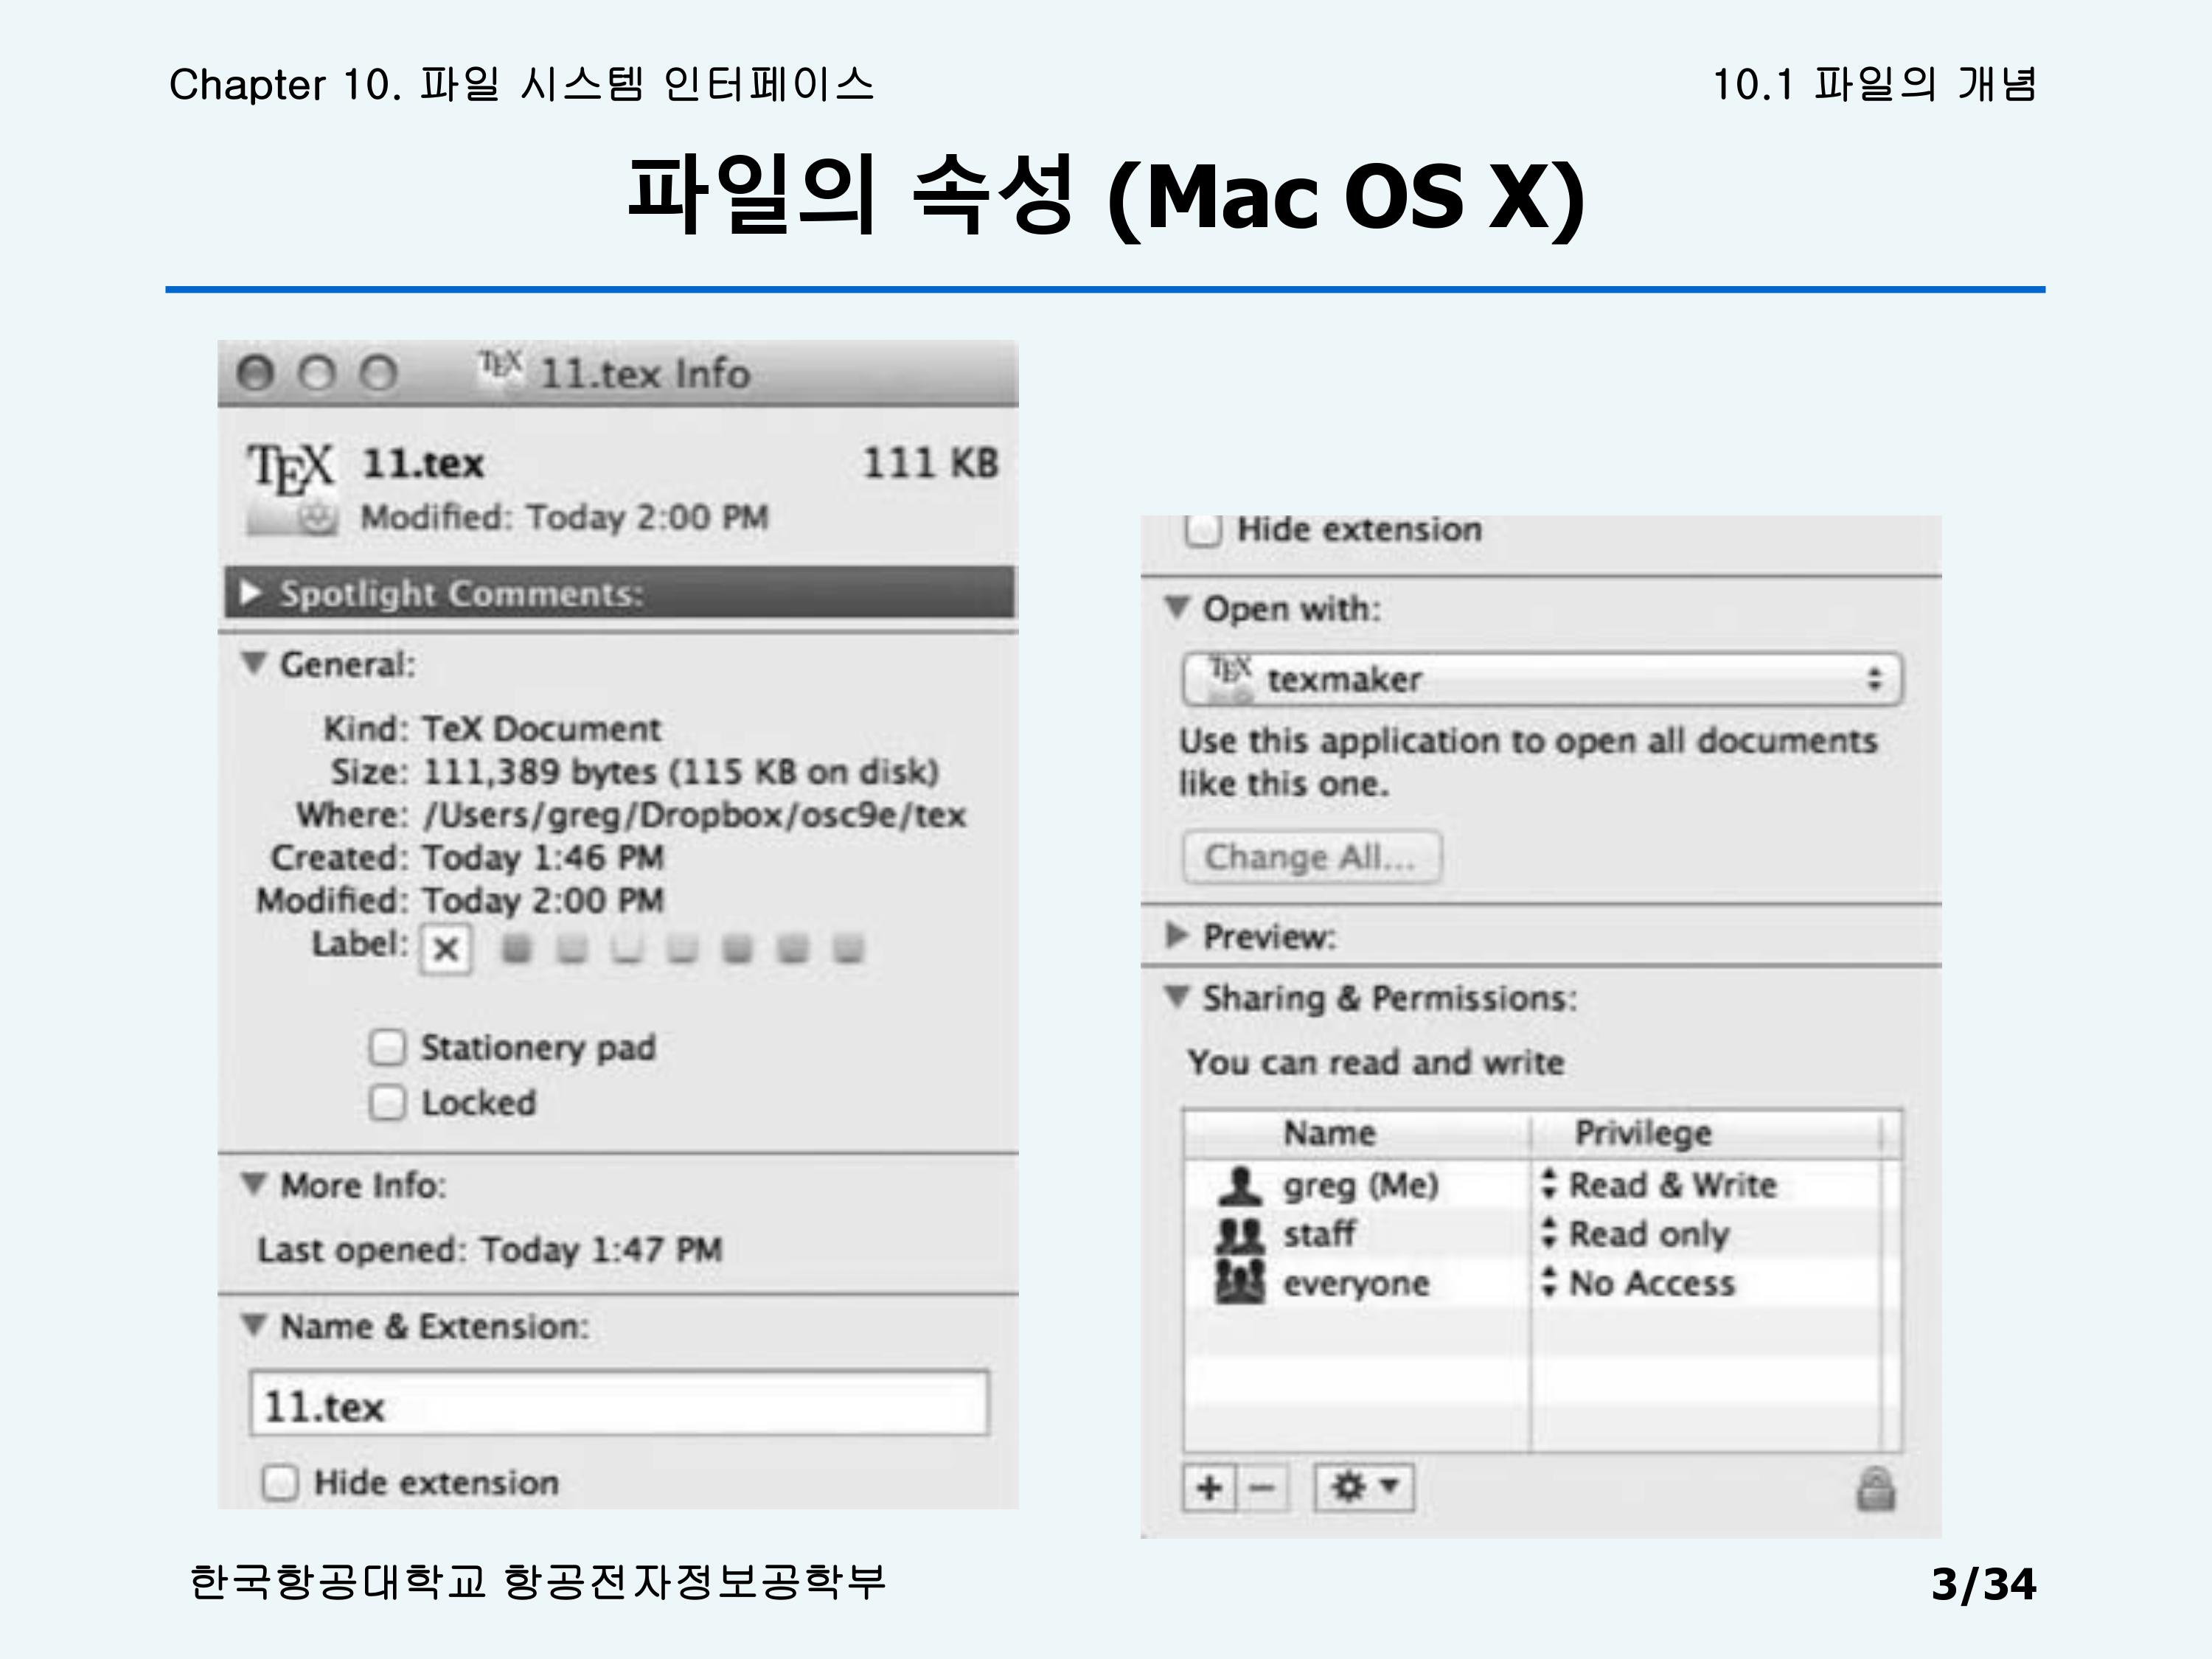 Chapter 10. 파일 시스템 인터페이스
10.1 파일의 개념
파일의 속성 (Mac OS X)
TEX 11.tex Info
TEX 11.tex 111 KB
Modified: Today 2:00 PM
Spotlight Comments:
General:
Kind: TeX Document
Size: 111,389 bytes (115 KB on disk)
Where: /Users/greg/Dropbox/osc9e/tex
Created: Today 1:46 PM
Modified: Today 2:00 PM
Label:
Stationery pad
Locked
More Info:
Last opened: Today 1:47 PM
Name & Extension:
11.tex
Hide extension
Hide extension
Open with:
TEX texmaker
Use this application to open all documents
like this one.
Change All...
Preview:
Sharing & Permissions:
You can read and write
Name Privilege
greg (Me) Read & Write
staff Read only
everyone No Access
한국항공대학교 항공전자정보공학부
3/34